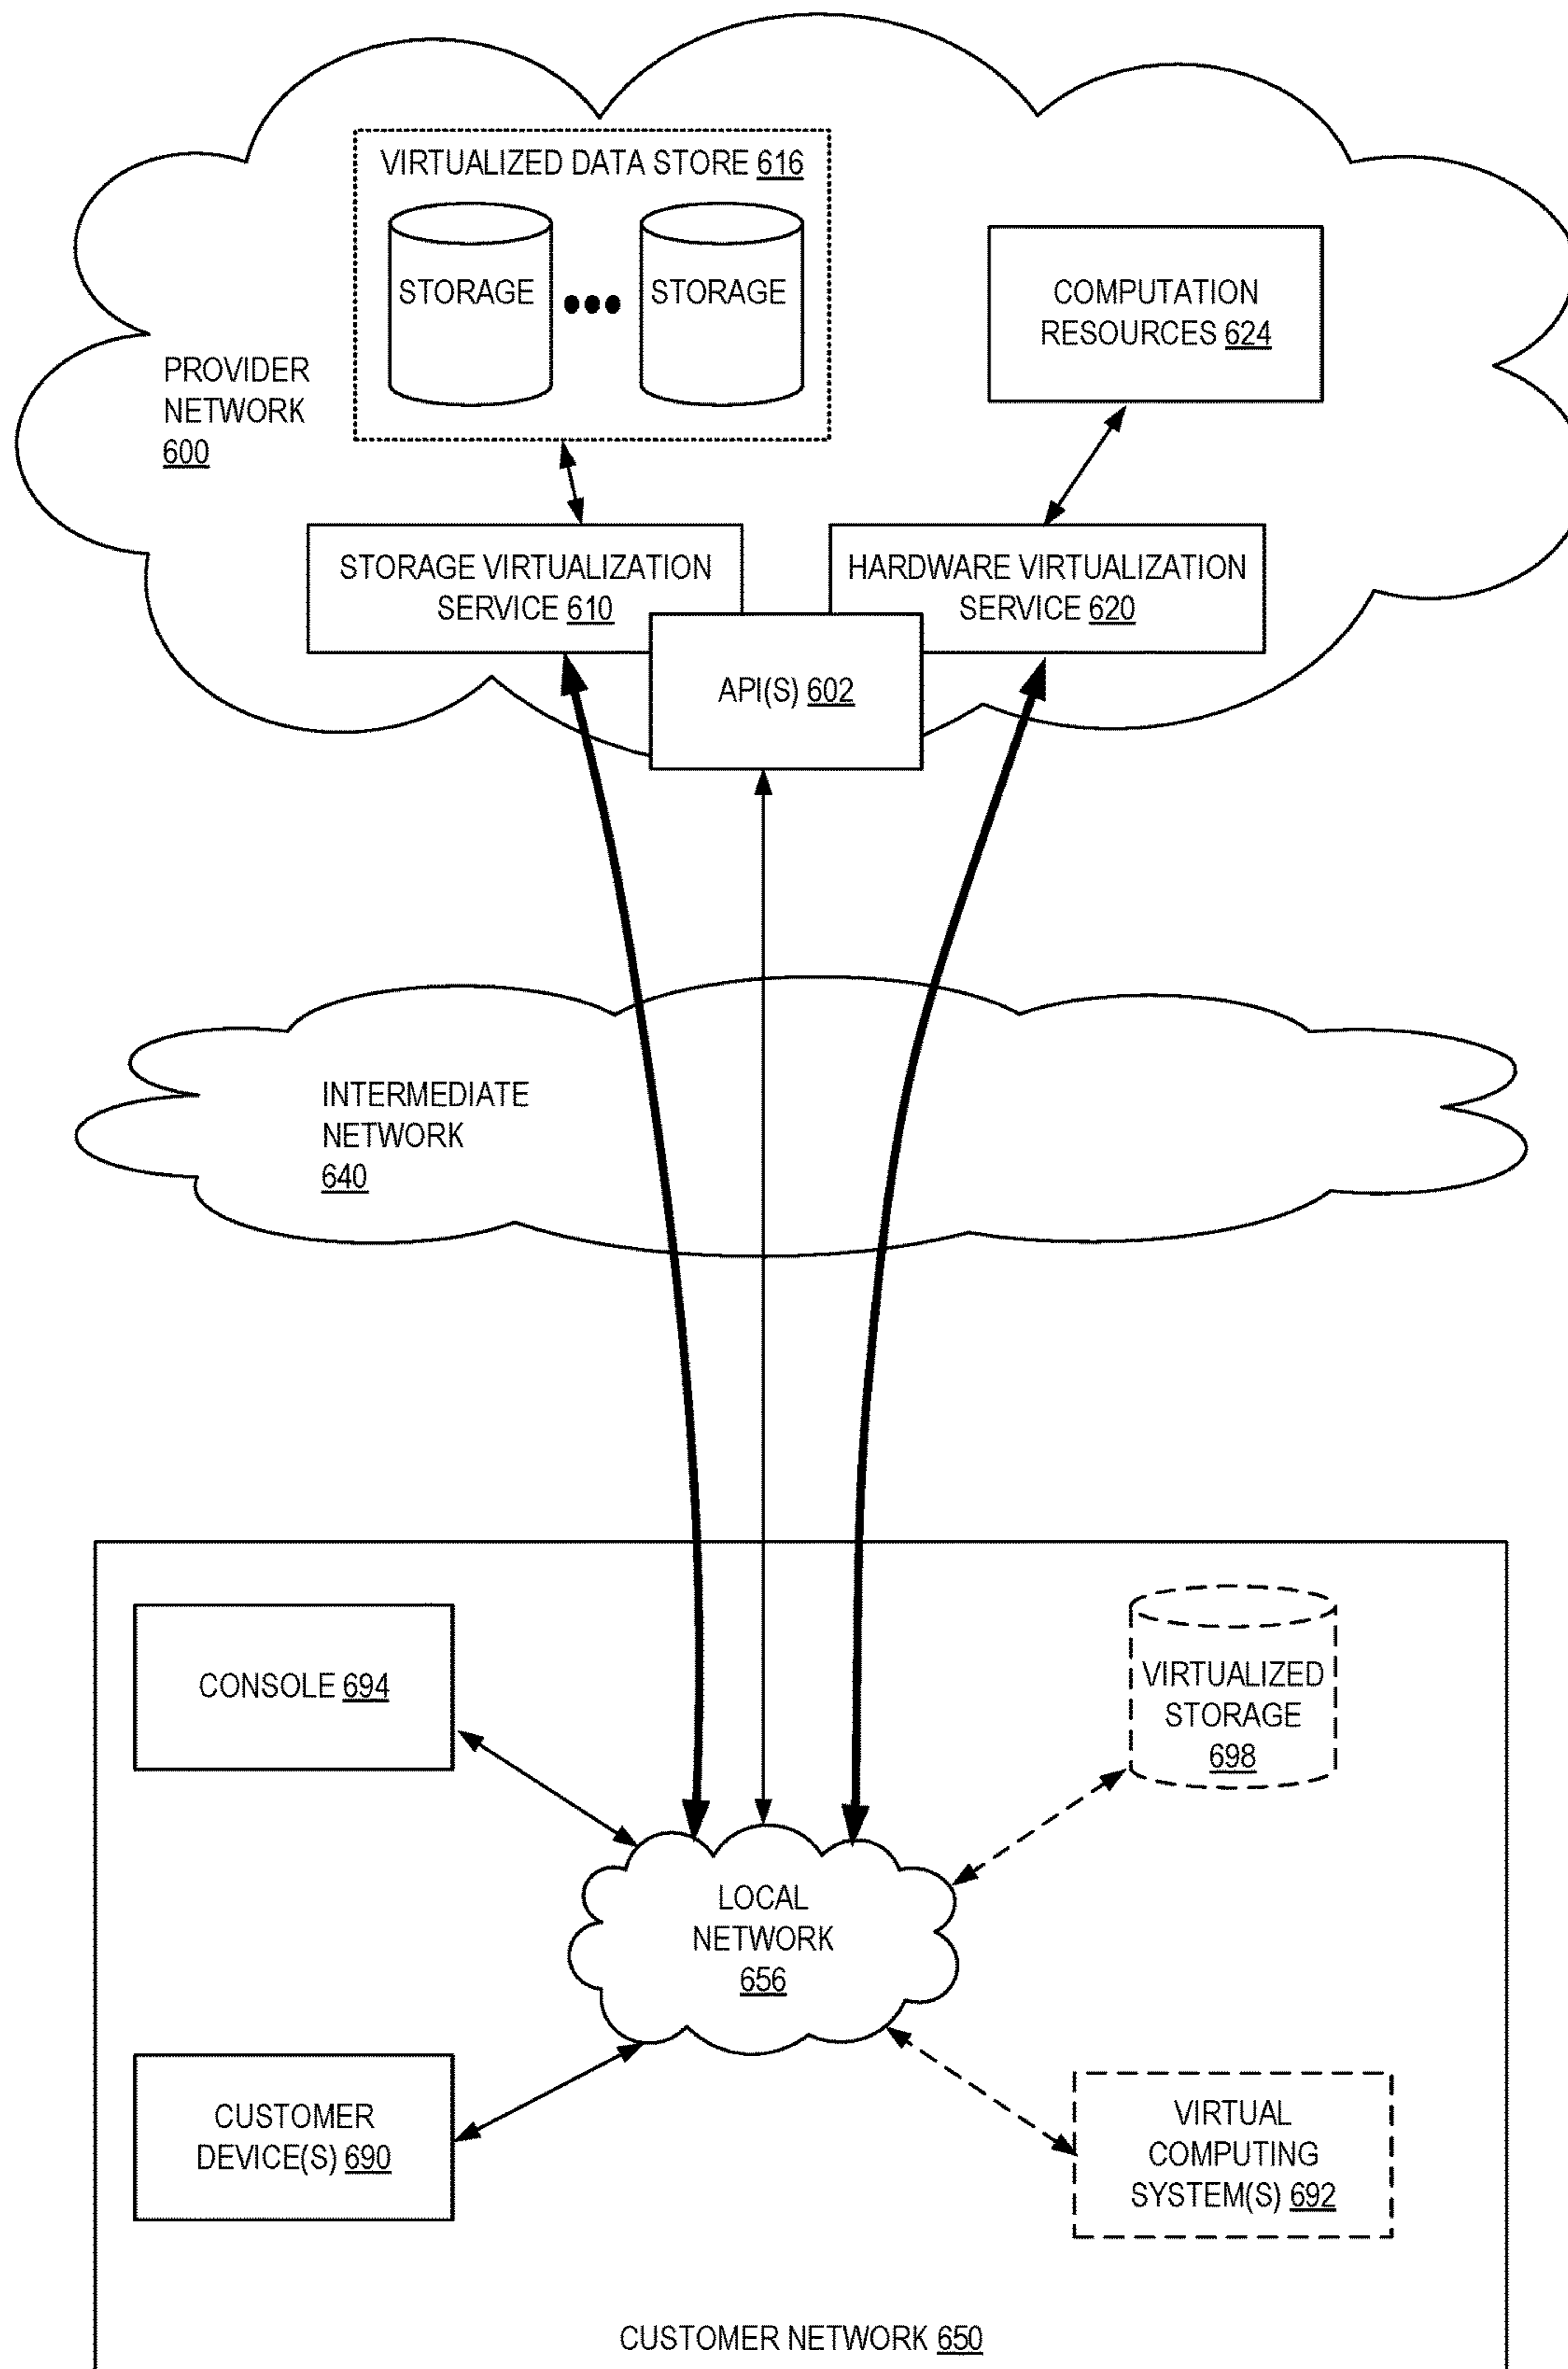 VIRTUALIZED DATA STORE 616
STORAGE
STORAGE
COMPUTATION
RESOURCES 624
PROVIDER
NETWORK
600
STORAGE VIRTUALIZATION
SERVICE 610
HARDWARE VIRTUALIZATION
SERVICE 620
API(S) 602
INTERMEDIATE
NETWORK
640
CONSOLE 694
VIRTUALIZED
STORAGE
698
LOCAL
NETWORK
656
CUSTOMER
DEVICE(S) 690
VIRTUAL
COMPUTING
SYSTEM(S) 692
CUSTOMER NETWORK 650